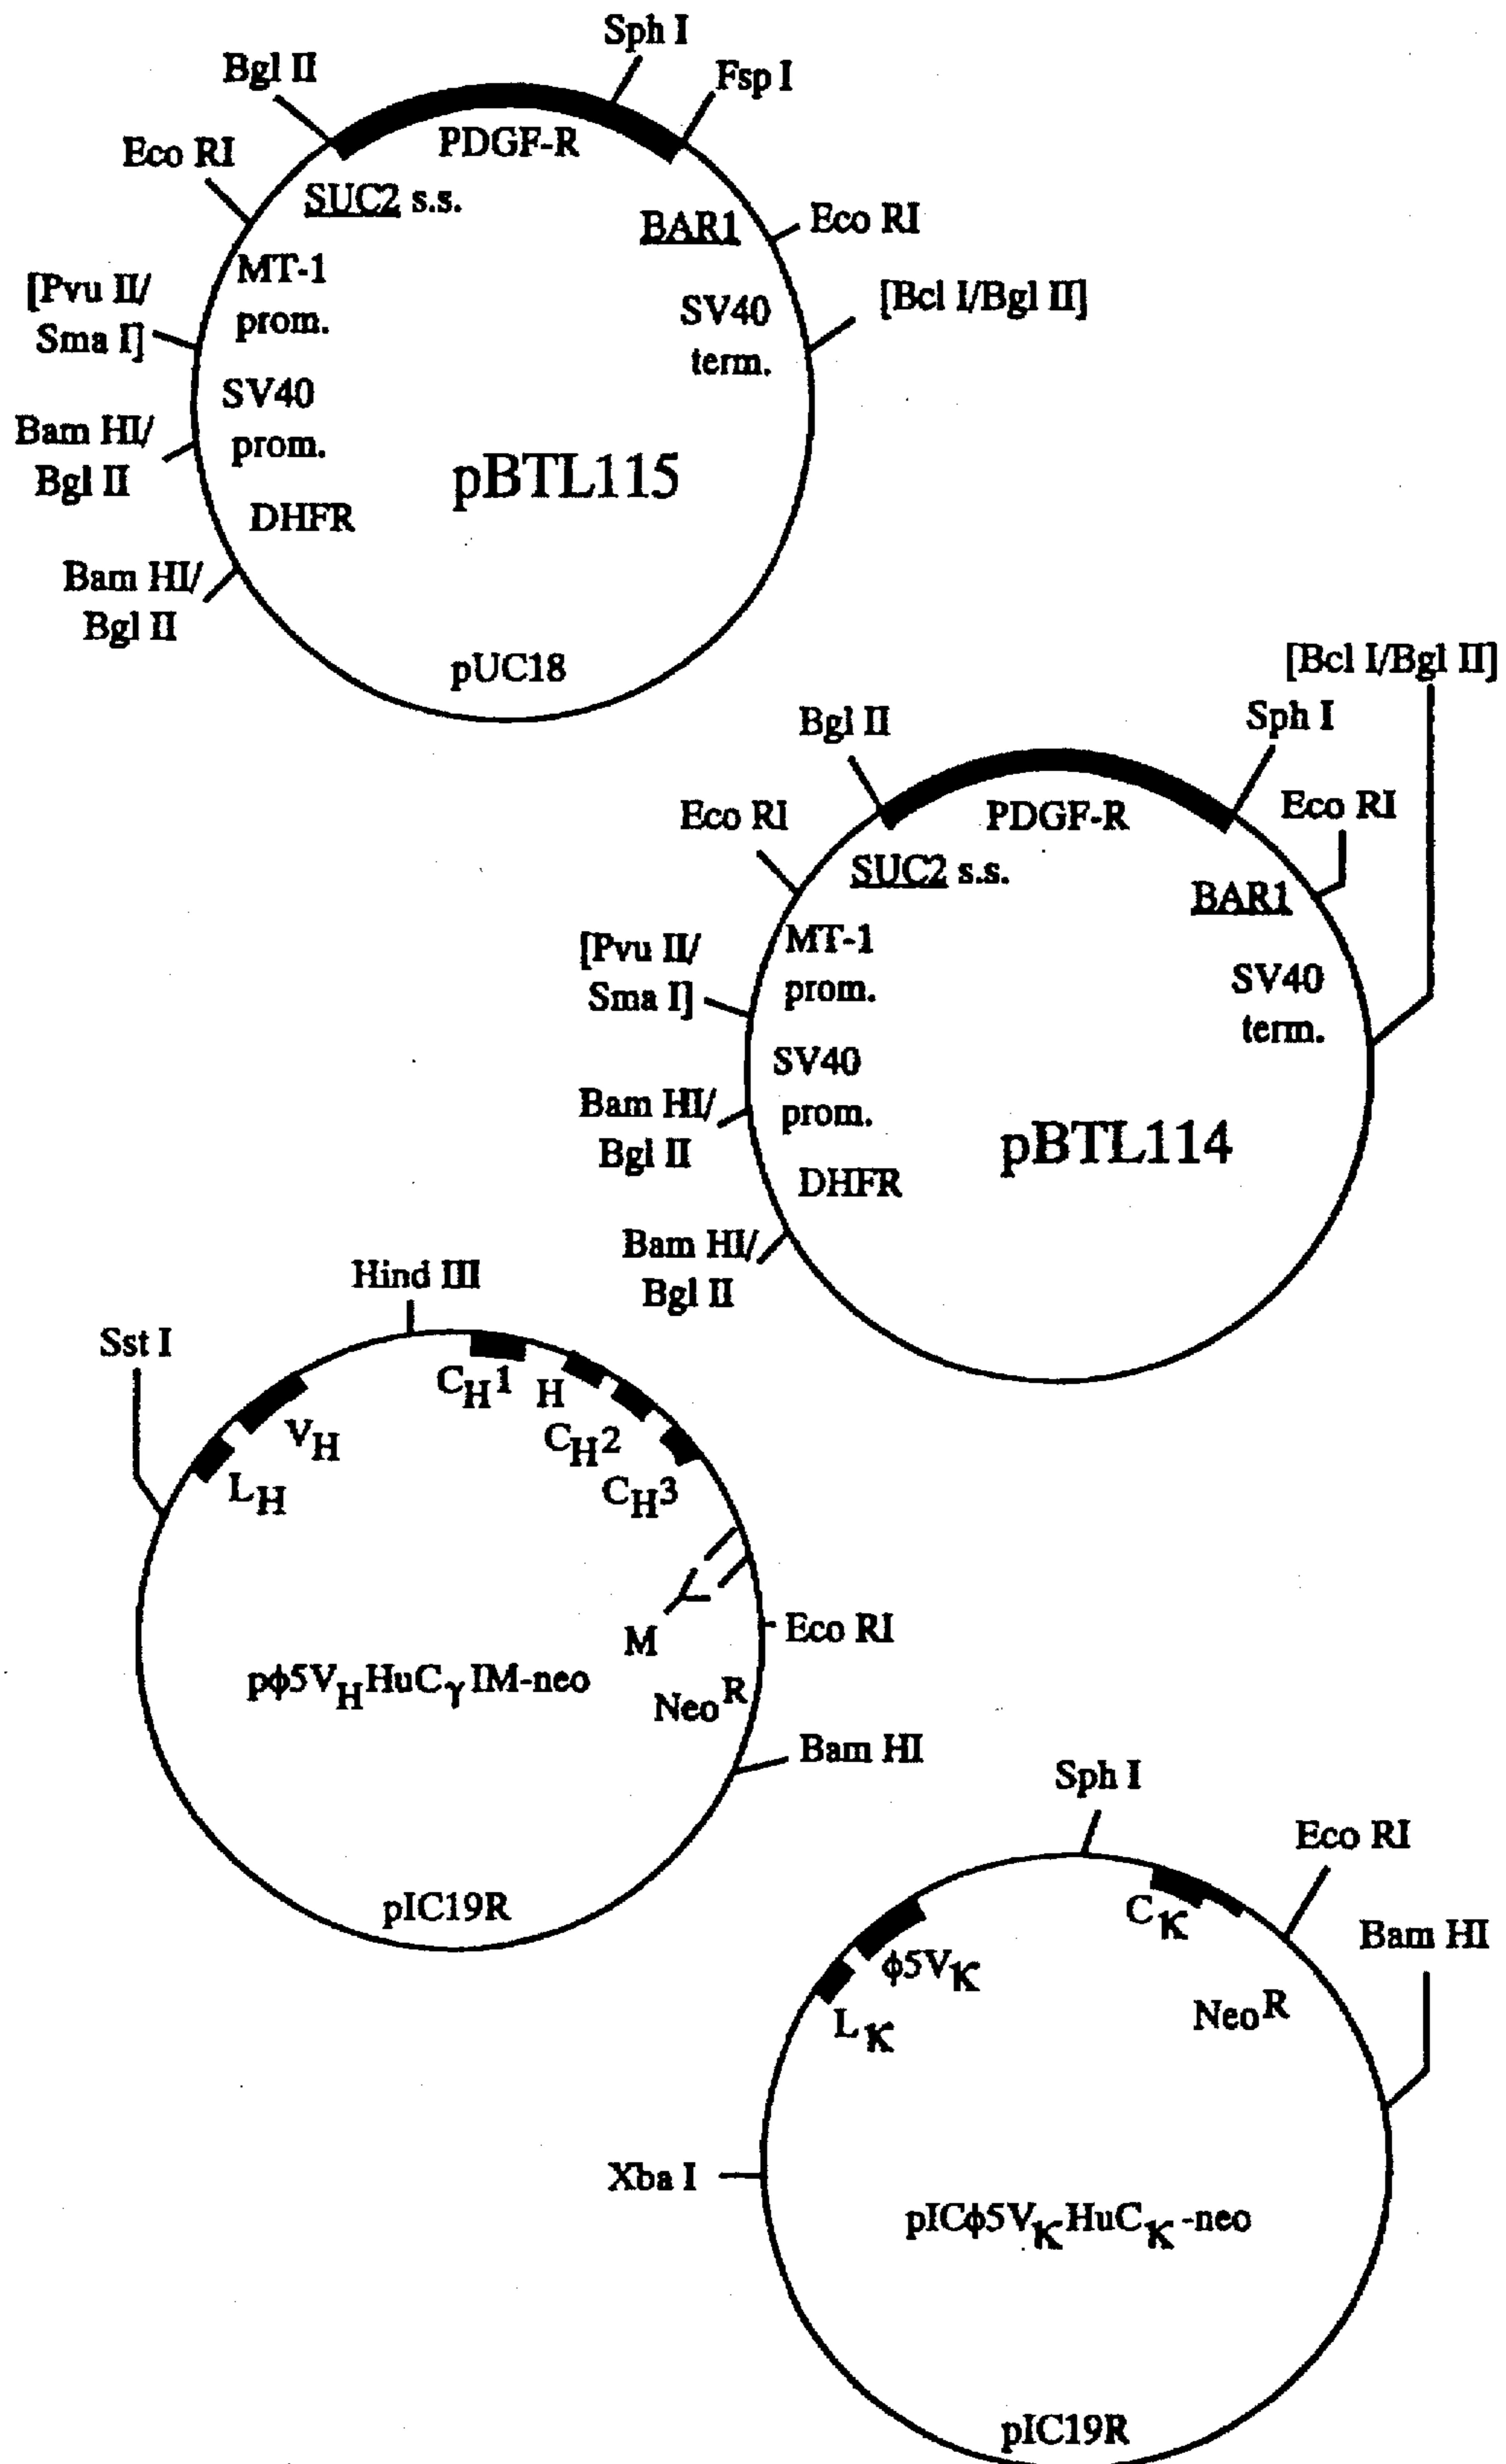 Sph I
Bgl II
Fsp I
PDGF-R
Eco RI
SUC2 s.s.
BAR1
Eco RI
MT-1
prom.
[Pvu II/
Sma I]
[Bcl I/Bgl II]
SV40
term.
SV40
prom.
Bam HI/
Bgl II
pBTL115
DHFR
Bam HI/
Bgl II
pUC18
[Bcl I/Bgl II]
Bgl II
Sph I
Eco RI
PDGF-R
Eco RI
SUC2 s.s.
BAR1
[Pvu II/
Sma I]
MT-1
prom.
SV40
term.
SV40
prom.
Bam HI/
Bgl II
pBTL114
DHFR
Bam HI/
Bgl II
Hind III
Sst I
CH1
H
VH
CH2
LH
CH3
M
Eco RI
pϕ5VHHuCγIM-neo
NeoR
Bam HI
pIC19R
Sph I
Eco RI
Cκ
Bam HI
ϕ5Vκ
Lκ
NeoR
Xba I
pICϕ5VκHuCκ-neo
pIC19R